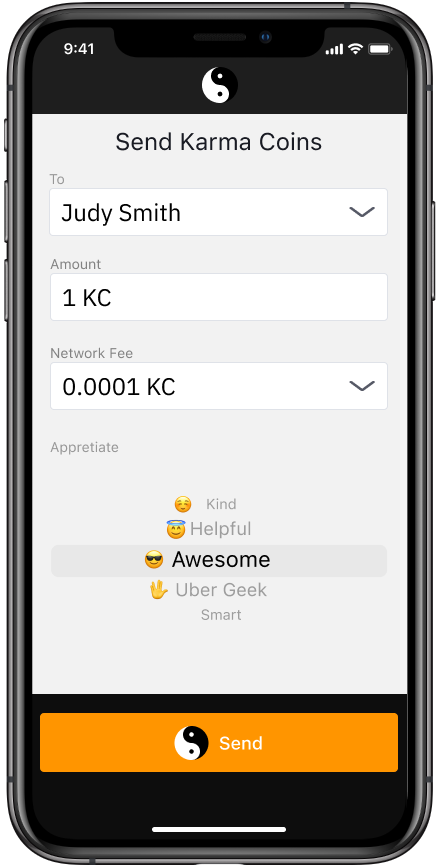 9:41
Send Karma Coins
To
Judy Smith
Amount
1 KC
Network Fee
0.0001 KC
Appretiate
Kind
Helpful
Awesome
Uber Geek
Smart
Send